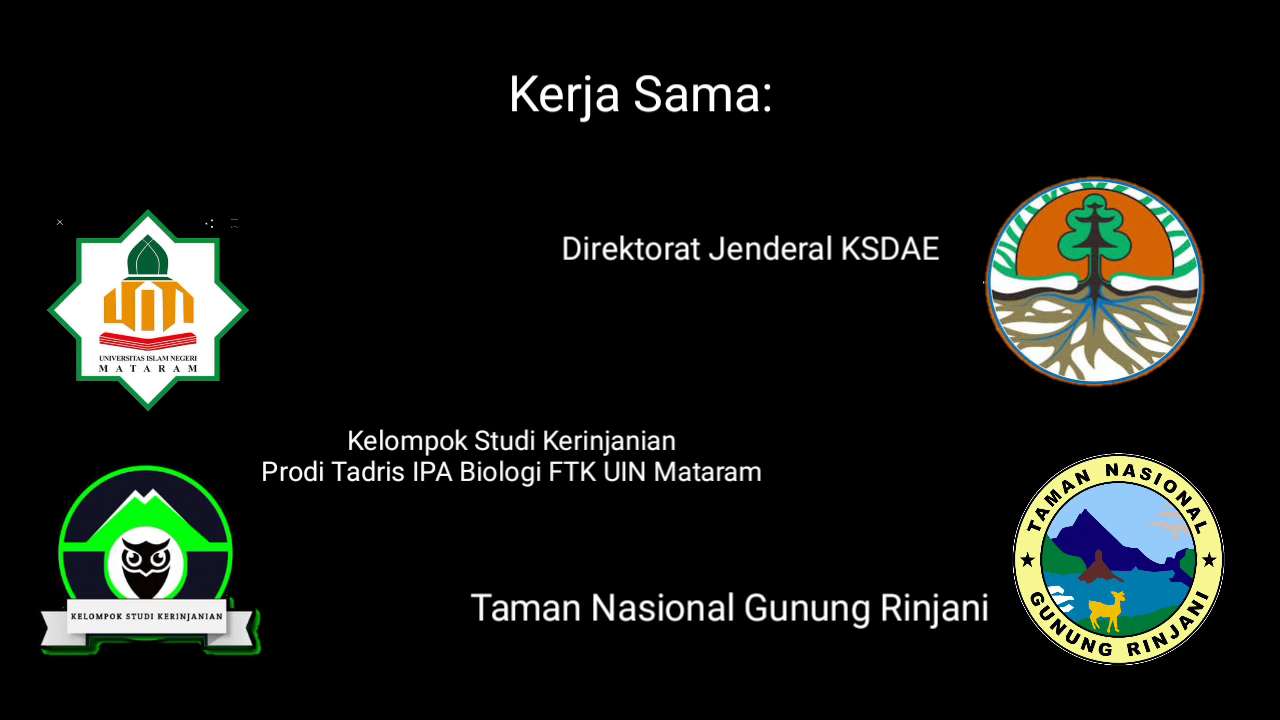 Kerja Sama:
Direktorat Jenderal KSDAE
UIN
UNIVERSITAS ISLAM NEGERI
MATARAM
Kelompok Studi Kerinjanian
Prodi Tadris IPA Biologi FTK UIN Mataram
KELOMPOK STUDI KERINJANIAN
Taman Nasional Gunung Rinjani
TAMAN NASIONAL
GUNUNG RINJANI